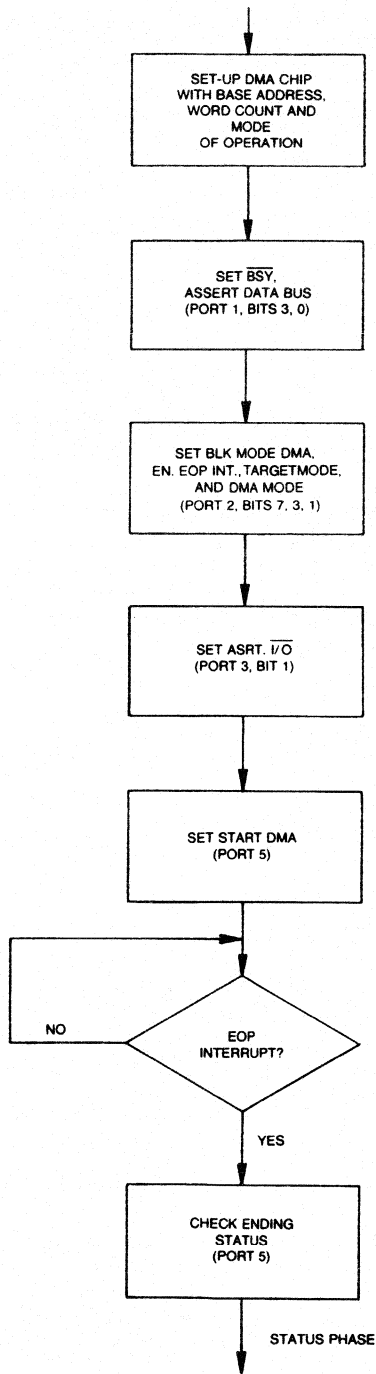 SET-UP DMA CHIP
WITH BASE ADDRESS,
WORD COUNT AND
MODE
OF OPERATION
SET B̅S̅Y̅,
ASSERT DATA BUS
(PORT 1, BITS 3, 0)
SET BLK MODE DMA,
EN. EOP INT., TARGETMODE,
AND DMA MODE
(PORT 2, BITS 7, 3, 1)
SET ASRT. I̅/̅O̅
(PORT 3, BIT 1)
SET START DMA
(PORT 5)
NO
EOP
INTERRUPT?
YES
CHECK ENDING
STATUS
(PORT 5)
STATUS PHASE